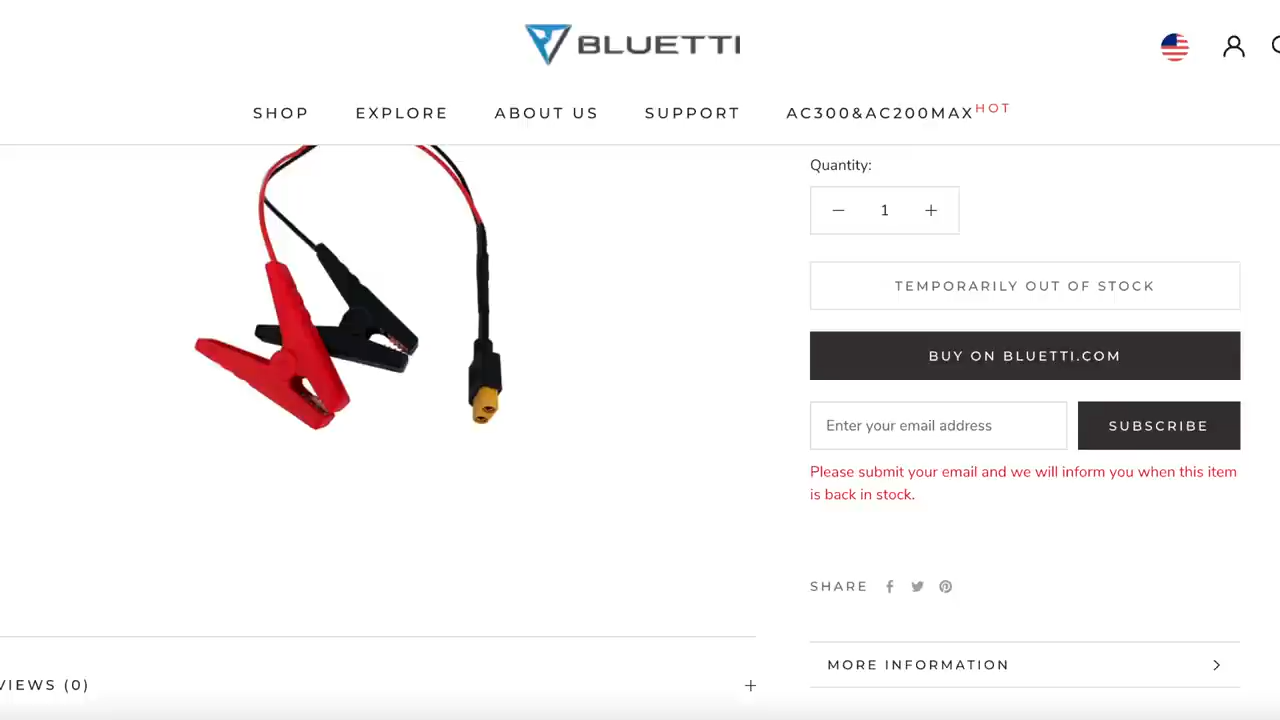 BLUETTI
SHOP EXPLORE ABOUT US SUPPORT AC300&AC200MAX HOT
Quantity:
1
TEMPORARILY OUT OF STOCK
BUY ON BLUETTI.COM
Enter your email address SUBSCRIBE
Please submit your email and we will inform you when this item
is back in stock.
SHARE
MORE INFORMATION
VIEWS (0)